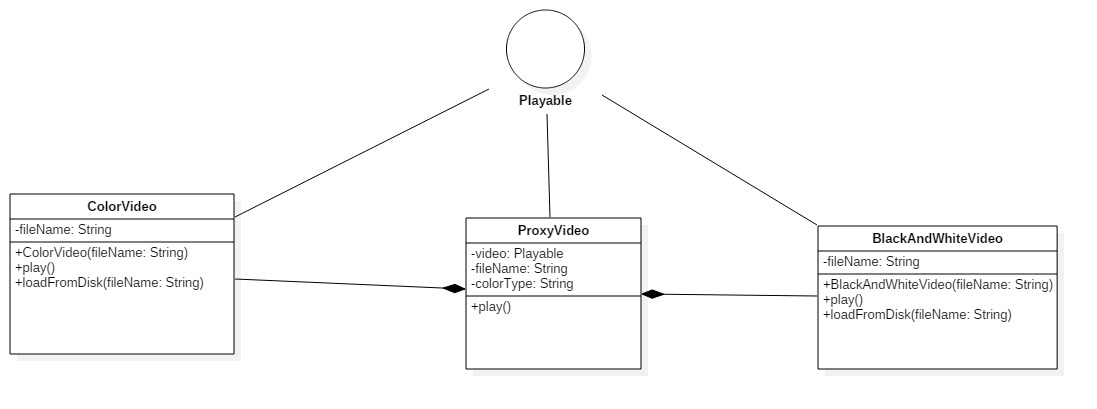 Playable
ColorVideo
-fileName: String
+ColorVideo(fileName: String)
+play()
+loadFromDisk(fileName: String)
ProxyVideo
-video: Playable
-fileName: String
-colorType: String
+play()
BlackAndWhiteVideo
-fileName: String
+BlackAndWhiteVideo(fileName: String)
+play()
+loadFromDisk(fileName: String)